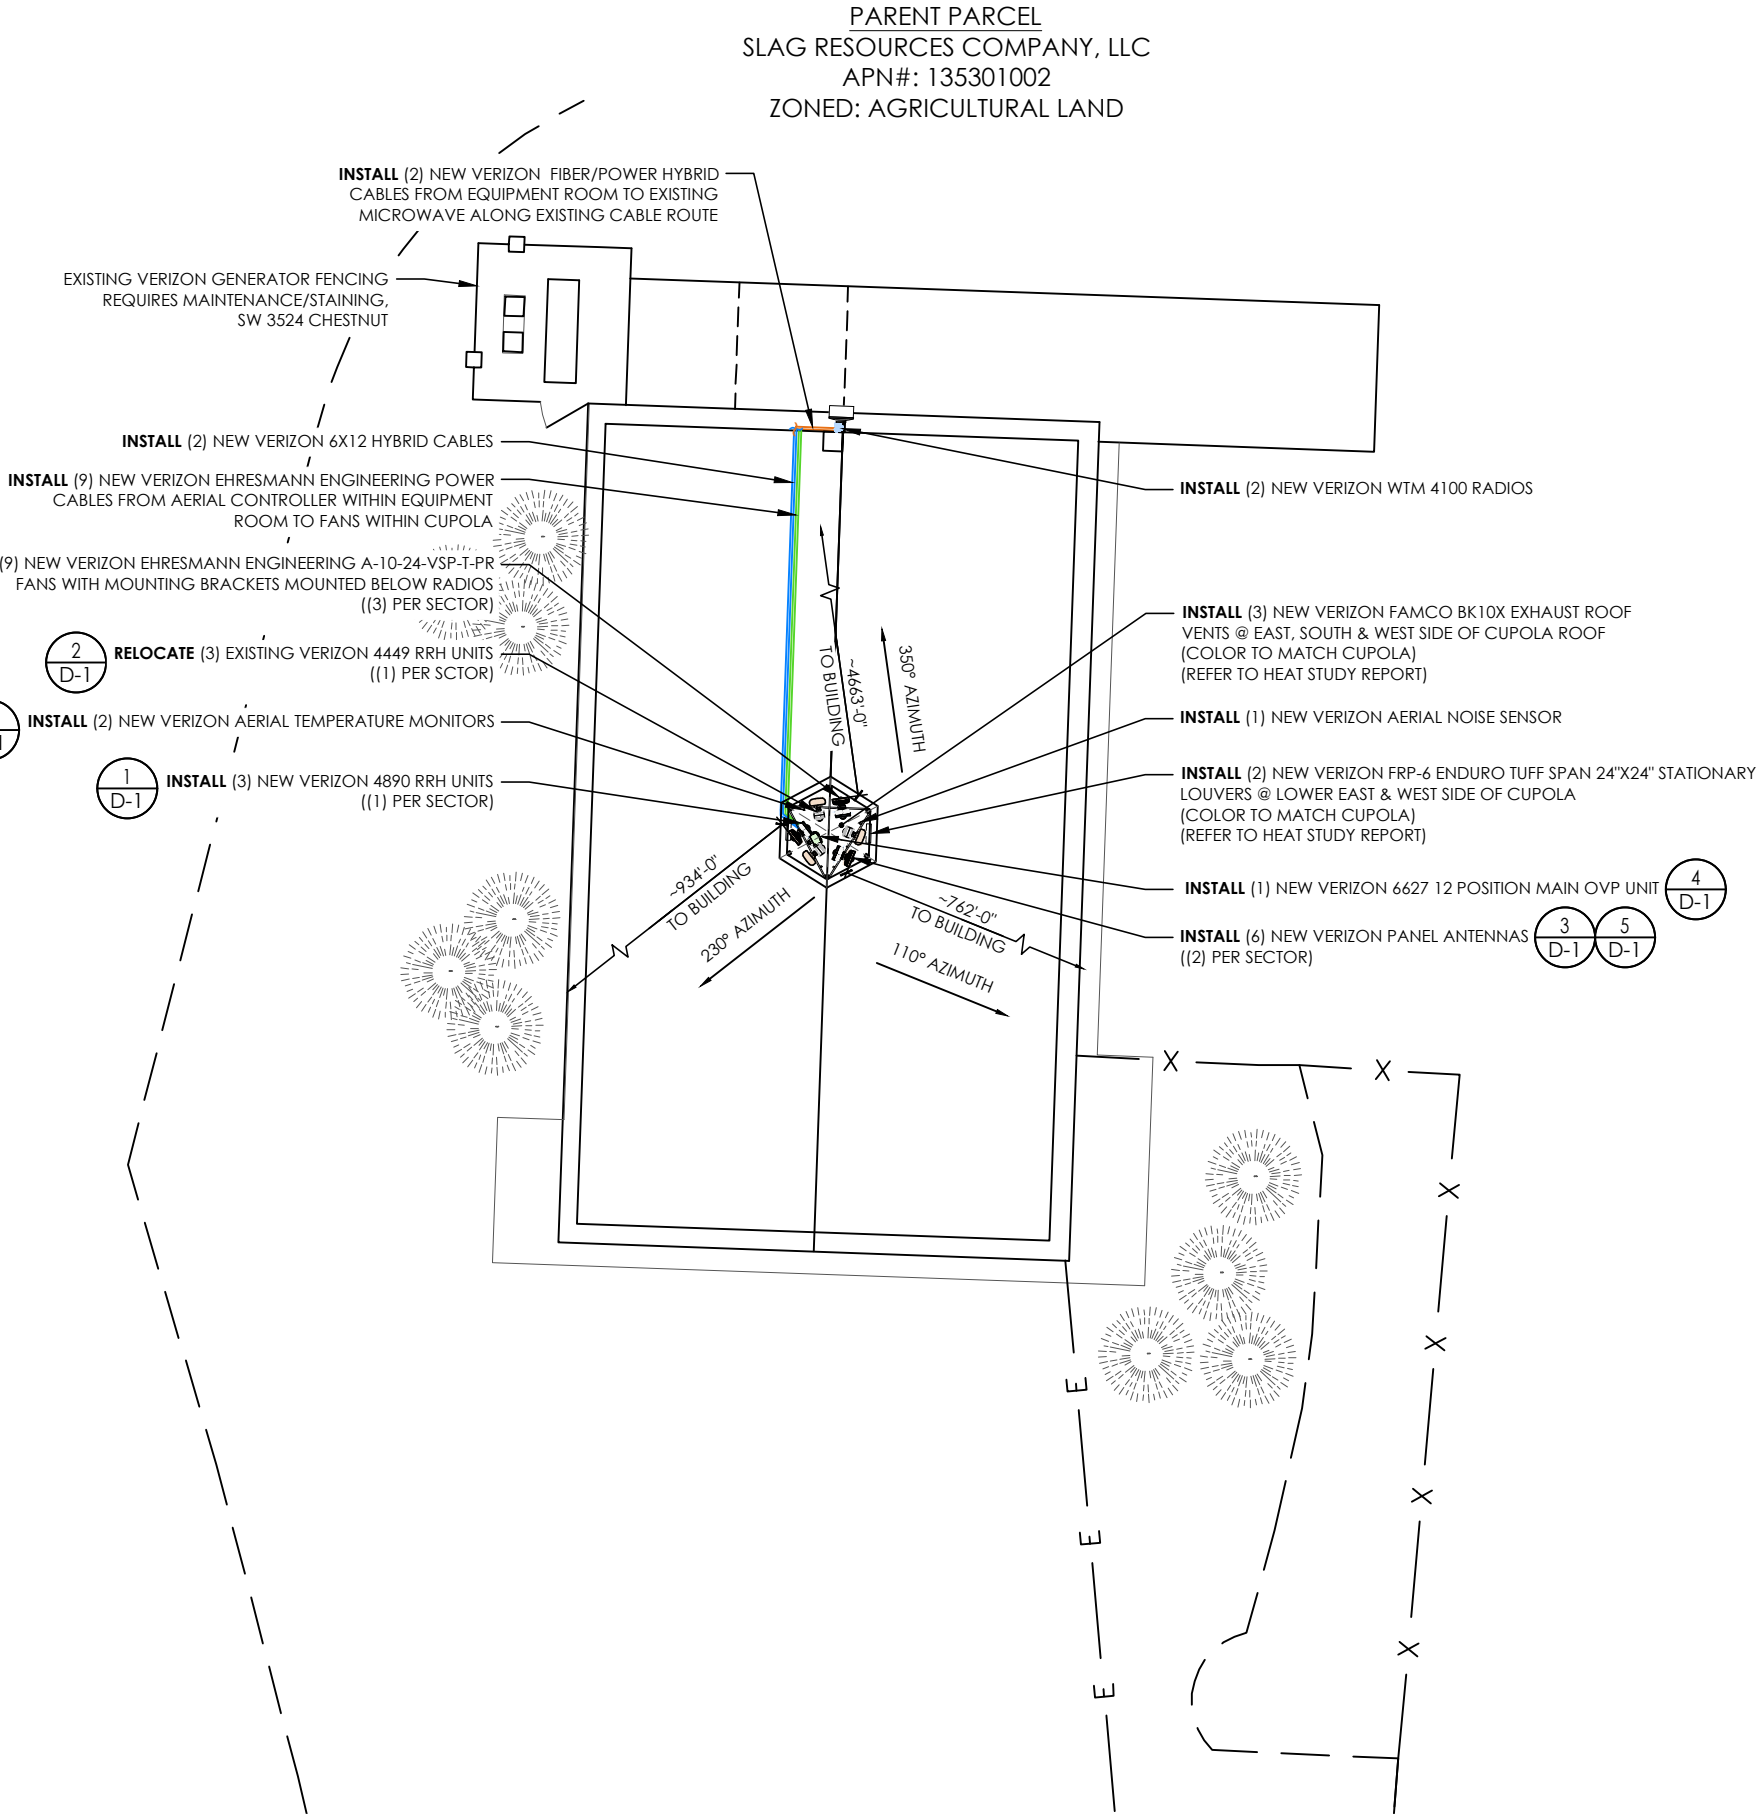 PARENT PARCEL
SLAG RESOURCES COMPANY, LLC
APN#: 135301002
ZONED: AGRICULTURAL LAND
INSTALL (2) NEW VERIZON FIBER/POWER HYBRID
CABLES FROM EQUIPMENT ROOM TO EXISTING
MICROWAVE ALONG EXISTING CABLE ROUTE
EXISTING VERIZON GENERATOR FENCING
REQUIRES MAINTENANCE/STAINING,
SW 3524 CHESTNUT
INSTALL (2) NEW VERIZON 6X12 HYBRID CABLES
INSTALL (9) NEW VERIZON EHRESMANN ENGINEERING POWER
CABLES FROM AERIAL CONTROLLER WITHIN EQUIPMENT
ROOM TO FANS WITHIN CUPOLA
(9) NEW VERIZON EHRESMANN ENGINEERING A-10-24-VSP-T-PR
FANS WITH MOUNTING BRACKETS MOUNTED BELOW RADIOS
((3) PER SECTOR)
2
D-1
RELOCATE (3) EXISTING VERIZON 4449 RRH UNITS
((1) PER SCTOR)
INSTALL (2) NEW VERIZON AERIAL TEMPERATURE MONITORS
1
D-1
INSTALL (3) NEW VERIZON 4890 RRH UNITS
((1) PER SECTOR)
INSTALL (2) NEW VERIZON WTM 4100 RADIOS
INSTALL (3) NEW VERIZON FAMCO BK10X EXHAUST ROOF
VENTS @ EAST, SOUTH & WEST SIDE OF CUPOLA ROOF
(COLOR TO MATCH CUPOLA)
(REFER TO HEAT STUDY REPORT)
INSTALL (1) NEW VERIZON AERIAL NOISE SENSOR
INSTALL (2) NEW VERIZON FRP-6 ENDURO TUFF SPAN 24"X24" STATIONARY
LOUVERS @ LOWER EAST & WEST SIDE OF CUPOLA
(COLOR TO MATCH CUPOLA)
(REFER TO HEAT STUDY REPORT)
INSTALL (1) NEW VERIZON 6627 12 POSITION MAIN OVP UNIT
4
D-1
INSTALL (6) NEW VERIZON PANEL ANTENNAS
((2) PER SECTOR)
3
D-1
5
D-1
~4663'-0"
TO BUILDING
350° AZIMUTH
~934'-0"
TO BUILDING
230° AZIMUTH
~762'-0"
TO BUILDING
110° AZIMUTH
X
X
X
X
X
X
E
E
E